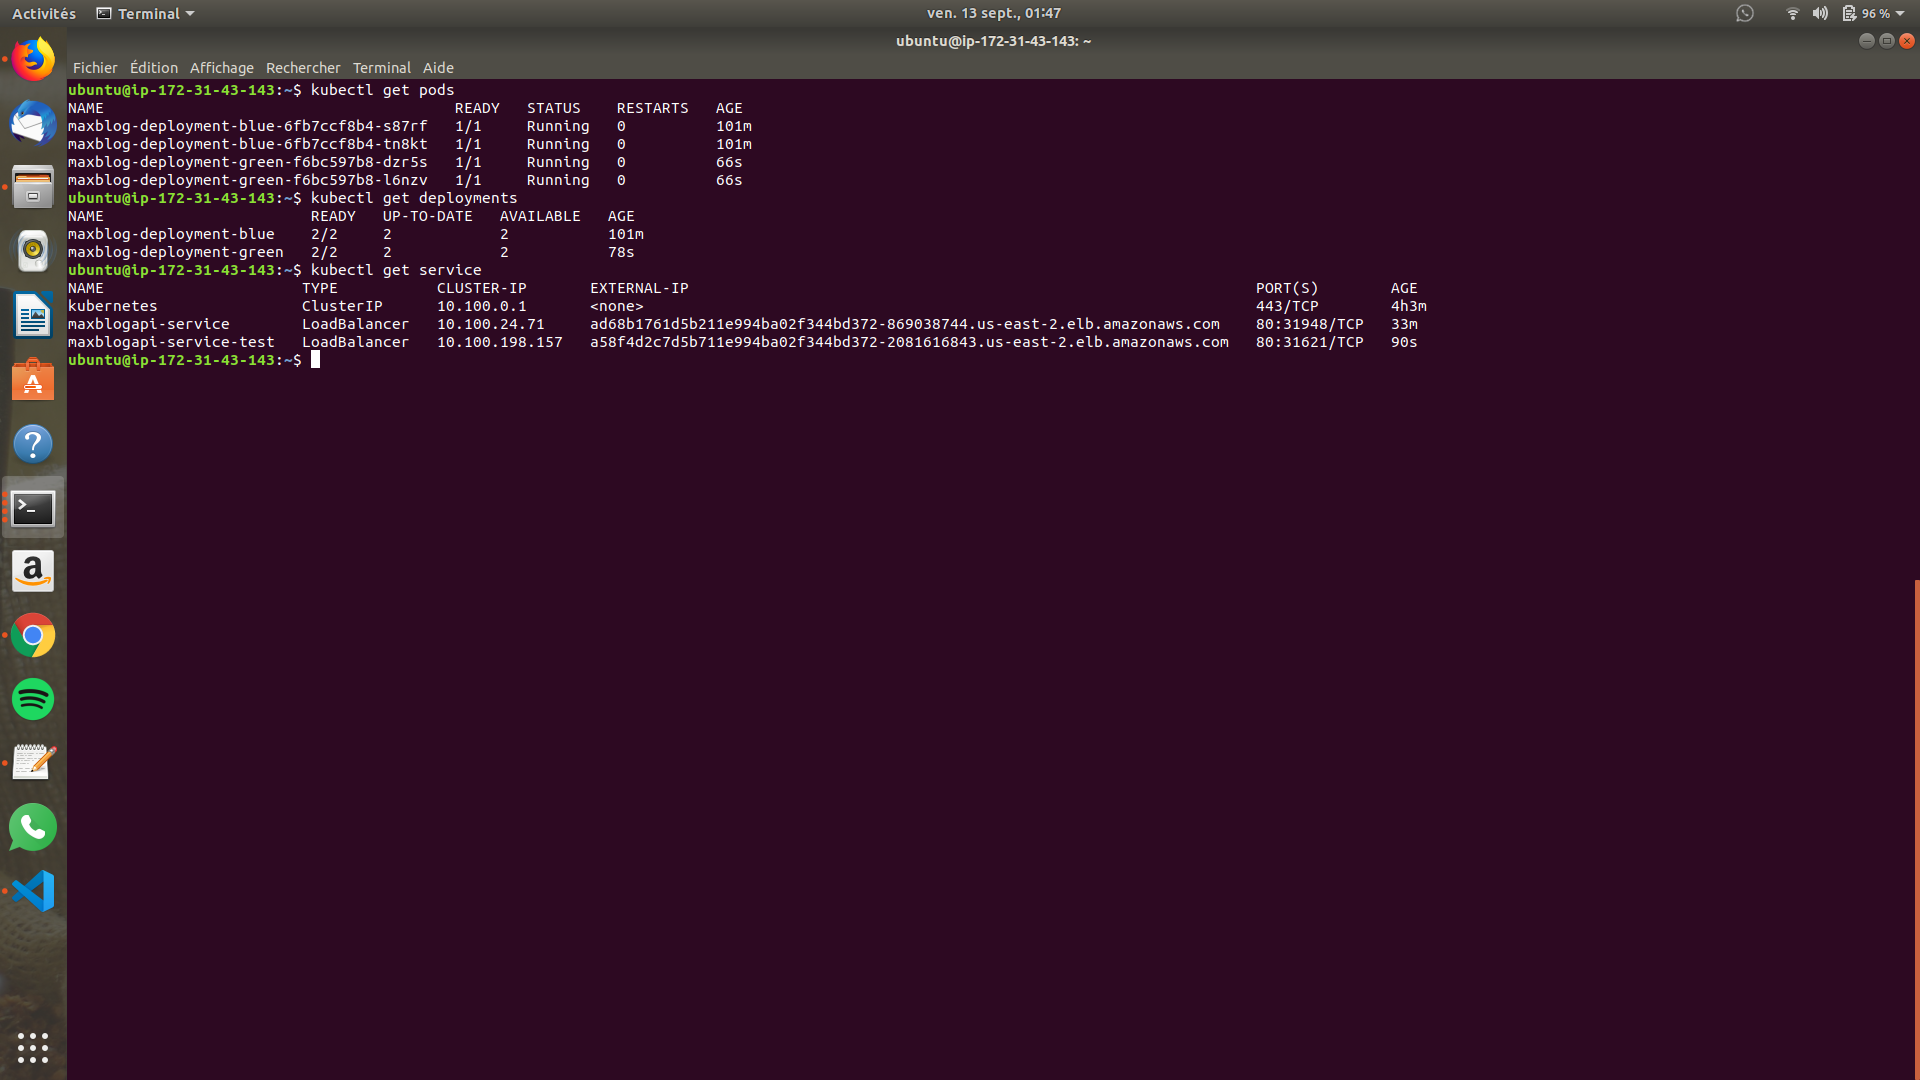 Activités Terminal ven. 13 sept., 01:47 96 %
ubuntu@ip-172-31-43-143: ~
Fichier Édition Affichage Rechercher Terminal Aide
ubuntu@ip-172-31-43-143:~$ kubectl get pods
NAME READY STATUS RESTARTS AGE
maxblog-deployment-blue-6fb7ccf8b4-s87rf 1/1 Running 0 101m
maxblog-deployment-blue-6fb7ccf8b4-tn8kt 1/1 Running 0 101m
maxblog-deployment-green-f6bc597b8-dzr5s 1/1 Running 0 66s
maxblog-deployment-green-f6bc597b8-l6nzv 1/1 Running 0 66s
ubuntu@ip-172-31-43-143:~$ kubectl get deployments
NAME READY UP-TO-DATE AVAILABLE AGE
maxblog-deployment-blue 2/2 2 2 101m
maxblog-deployment-green 2/2 2 2 78s
ubuntu@ip-172-31-43-143:~$ kubectl get service
NAME TYPE CLUSTER-IP EXTERNAL-IP PORT(S) AGE
kubernetes ClusterIP 10.100.0.1 <none> 443/TCP 4h3m
maxblogapi-service LoadBalancer 10.100.24.71 ad68b1761d5b211e994ba02f344bd372-869038744.us-east-2.elb.amazonaws.com 80:31948/TCP 33m
maxblogapi-service-test LoadBalancer 10.100.198.157 a58f4d2c7d5b711e994ba02f344bd372-2081616843.us-east-2.elb.amazonaws.com 80:31621/TCP 90s
ubuntu@ip-172-31-43-143:~$